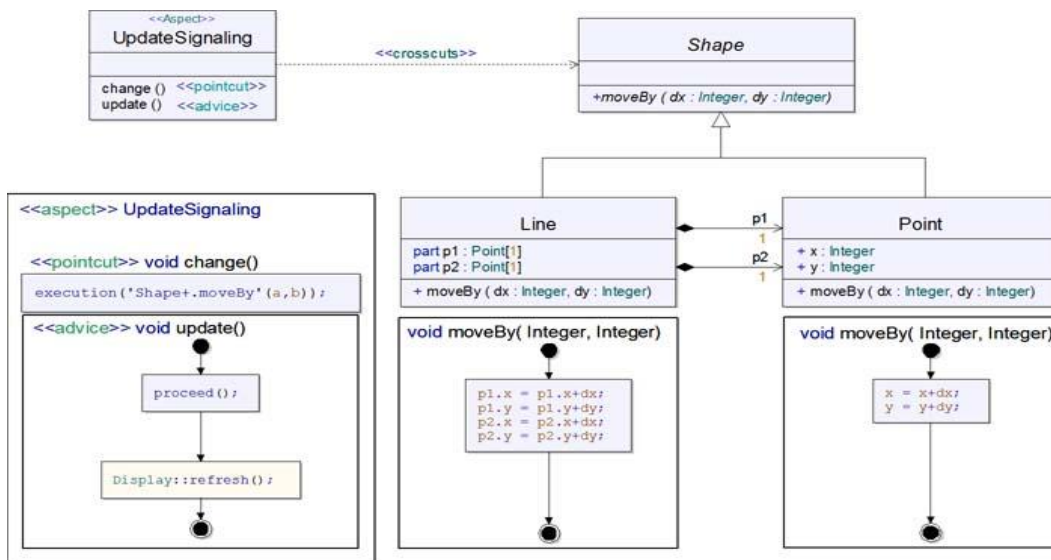 <<Aspect>>
UpdateSignaling
change () <<pointcut>>
update () <<advice>>
<<crosscuts>>
Shape
+moveBy ( dx : Integer, dy : Integer)
<<aspect>> UpdateSignaling
<<pointcut>> void change()
execution('Shape+.moveBy'(a,b));
<<advice>> void update()
proceed();
Display::refresh();
Line
part p1 : Point[1]
part p2 : Point[1]
+ moveBy ( dx : Integer, dy : Integer)
p1
1
p2
1
Point
+ x : Integer
+ y : Integer
+ moveBy ( dx : Integer, dy : Integer)
void moveBy( Integer, Integer)
p1.x = p1.x+dx;
p1.y = p1.y+dy;
p2.x = p2.x+dx;
p2.y = p2.y+dy;
void moveBy( Integer, Integer)
x = x+dx;
y = y+dy;